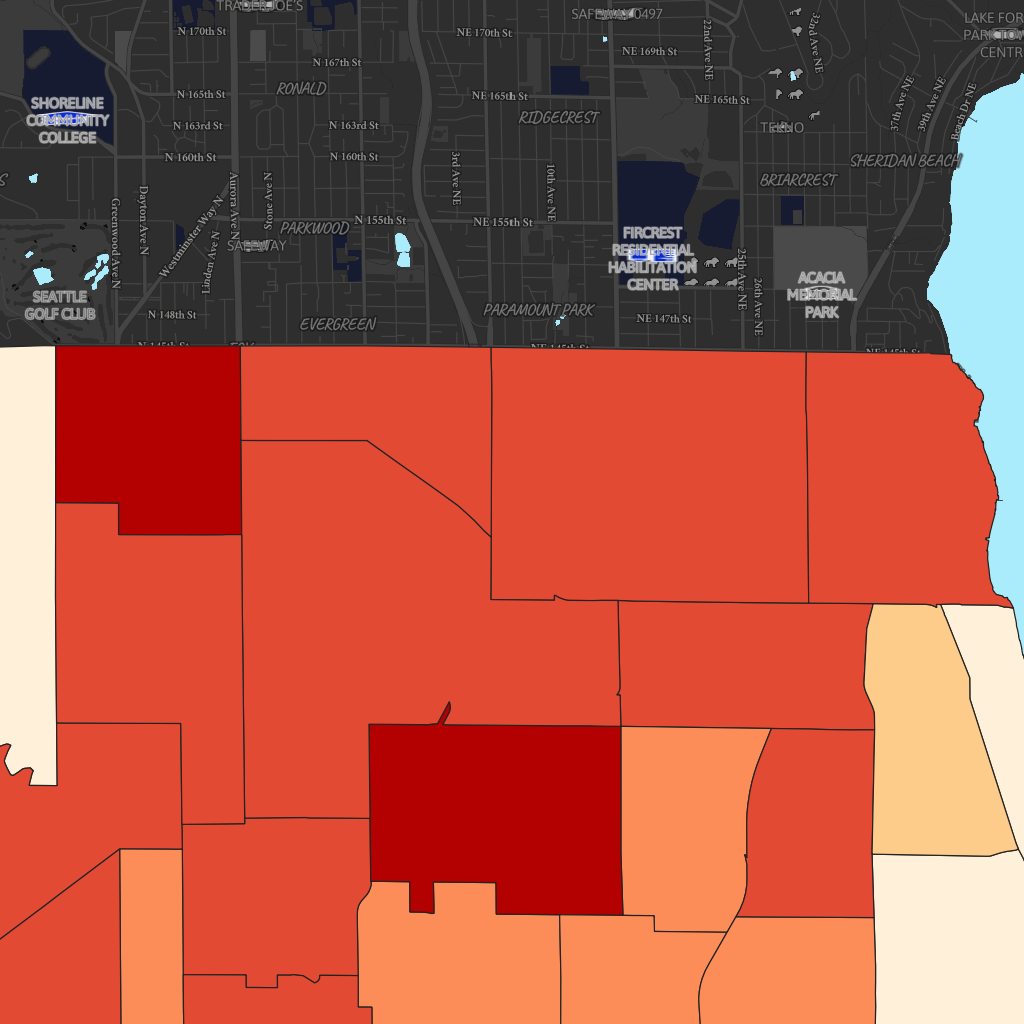 TRADER JOE'S
SAFEWAY #0497
LAKE FOR
PARK TOW
CENTR
NE 170th St
N 170th St
22nd Ave NE
32nd Ave NE
NE 169th St
N 167th St
RONALD
N 165th St
NE 165th St
NE 165th St
37th Ave NE
39th Ave NE
Beach Dr NE
SHORELINE
COMMUNITY
COLLEGE
N 163rd St
N 163rd St
RIDGECREST
N 160th St
N 160th St
SHERIDAN BEACH
3rd Ave NE
10th Ave NE
BRIARCREST
Aurora Ave N
Stone Ave N
Dayton Ave N
Greenwood Ave N
Westminster Way N
Linden Ave N
N 155th St
NE 155th St
PARKWOOD
SAFEWAY
FIRCREST
RESIDENTIAL
HABILITATION
CENTER
25th Ave NE
26th Ave NE
ACACIA
MEMORIAL
PARK
SEATTLE
GOLF CLUB
N 148th St
EVERGREEN
PARAMOUNT PARK
NE 147th St
N 145th St
NE 145th St
NE 145th St